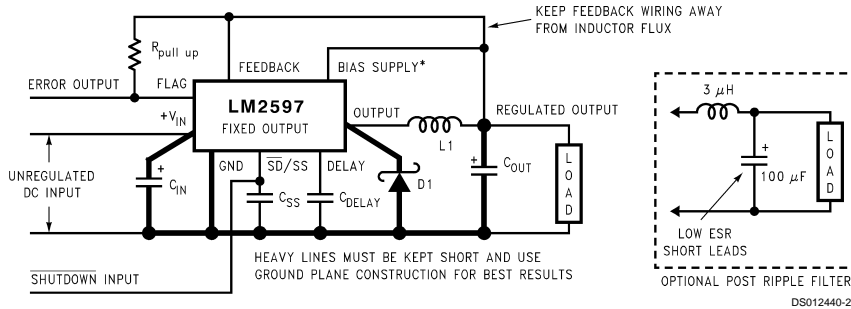 KEEP FEEDBACK WIRING AWAY
FROM INDUCTOR FLUX
Rpull up
FEEDBACK
BIAS SUPPLY*
ERROR OUTPUT
FLAG
LM2597
FIXED OUTPUT
+VIN
OUTPUT
L1
REGULATED OUTPUT
UNREGULATED
DC INPUT
+
CIN
GND
SD/SS
DELAY
CSS
CDELAY
D1
+
COUT
LOAD
HEAVY LINES MUST BE KEPT SHORT AND USE
GROUND PLANE CONSTRUCTION FOR BEST RESULTS
SHUTDOWN INPUT
3 μH
+
100 μF
LOAD
LOW ESR
SHORT LEADS
OPTIONAL POST RIPPLE FILTER
DS012440-2